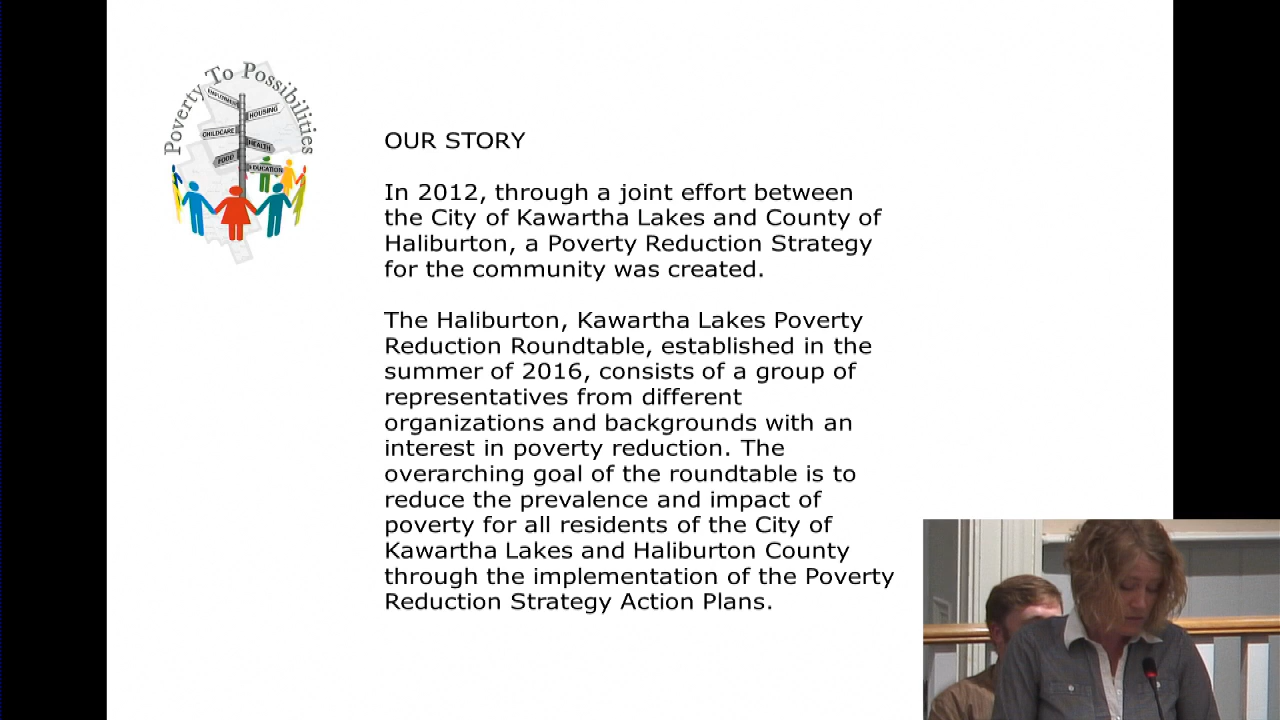 Poverty To Possibilities
EMPLOYMENT
HOUSING
CHILDCARE
HEALTH
FOOD
EDUCATION
OUR STORY
In 2012, through a joint effort between
the City of Kawartha Lakes and County of
Haliburton, a Poverty Reduction Strategy
for the community was created.
The Haliburton, Kawartha Lakes Poverty
Reduction Roundtable, established in the
summer of 2016, consists of a group of
representatives from different
organizations and backgrounds with an
interest in poverty reduction. The
overarching goal of the roundtable is to
reduce the prevalence and impact of
poverty for all residents of the City of
Kawartha Lakes and Haliburton County
through the implementation of the Poverty
Reduction Strategy Action Plans.